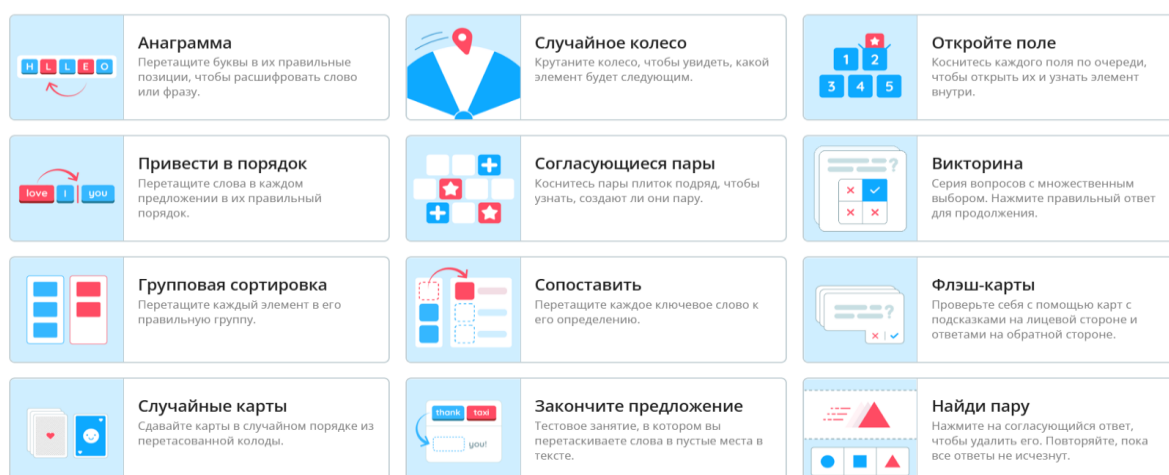 H L L E O
Анаграмма
Перетащите буквы в их правильные
позиции, чтобы расшифровать слово
или фразу.
Случайное колесо
Крутаните колесо, чтобы увидеть, какой
элемент будет следующим.
1 2
3 4 5
Откройте поле
Коснитесь каждого поля по очереди,
чтобы открыть их и узнать элемент
внутри.
love I you
Привести в порядок
Перетащите слова в каждом
предложении в их правильный
порядок.
Согласующиеся пары
Коснитесь пары плиток подряд, чтобы
узнать, создают ли они пару.
?
Викторина
Серия вопросов с множественным
выбором. Нажмите правильный ответ
для продолжения.
Групповая сортировка
Перетащите каждый элемент в его
правильную группу.
Сопоставить
Перетащите каждое ключевое слово к
его определению.
?
Флэш-карты
Проверьте себя с помощью карт с
подсказками на лицевой стороне и
ответами на обратной стороне.
Случайные карты
Сдавайте карты в случайном порядке из
перетасованной колоды.
thank taxi
you!
Закончите предложение
Тестовое занятие, в котором вы
перетаскиваете слова в пустые места в
тексте.
Найди пару
Нажмите на согласующийся ответ,
чтобы удалить его. Повторяйте, пока
все ответы не исчезнут.